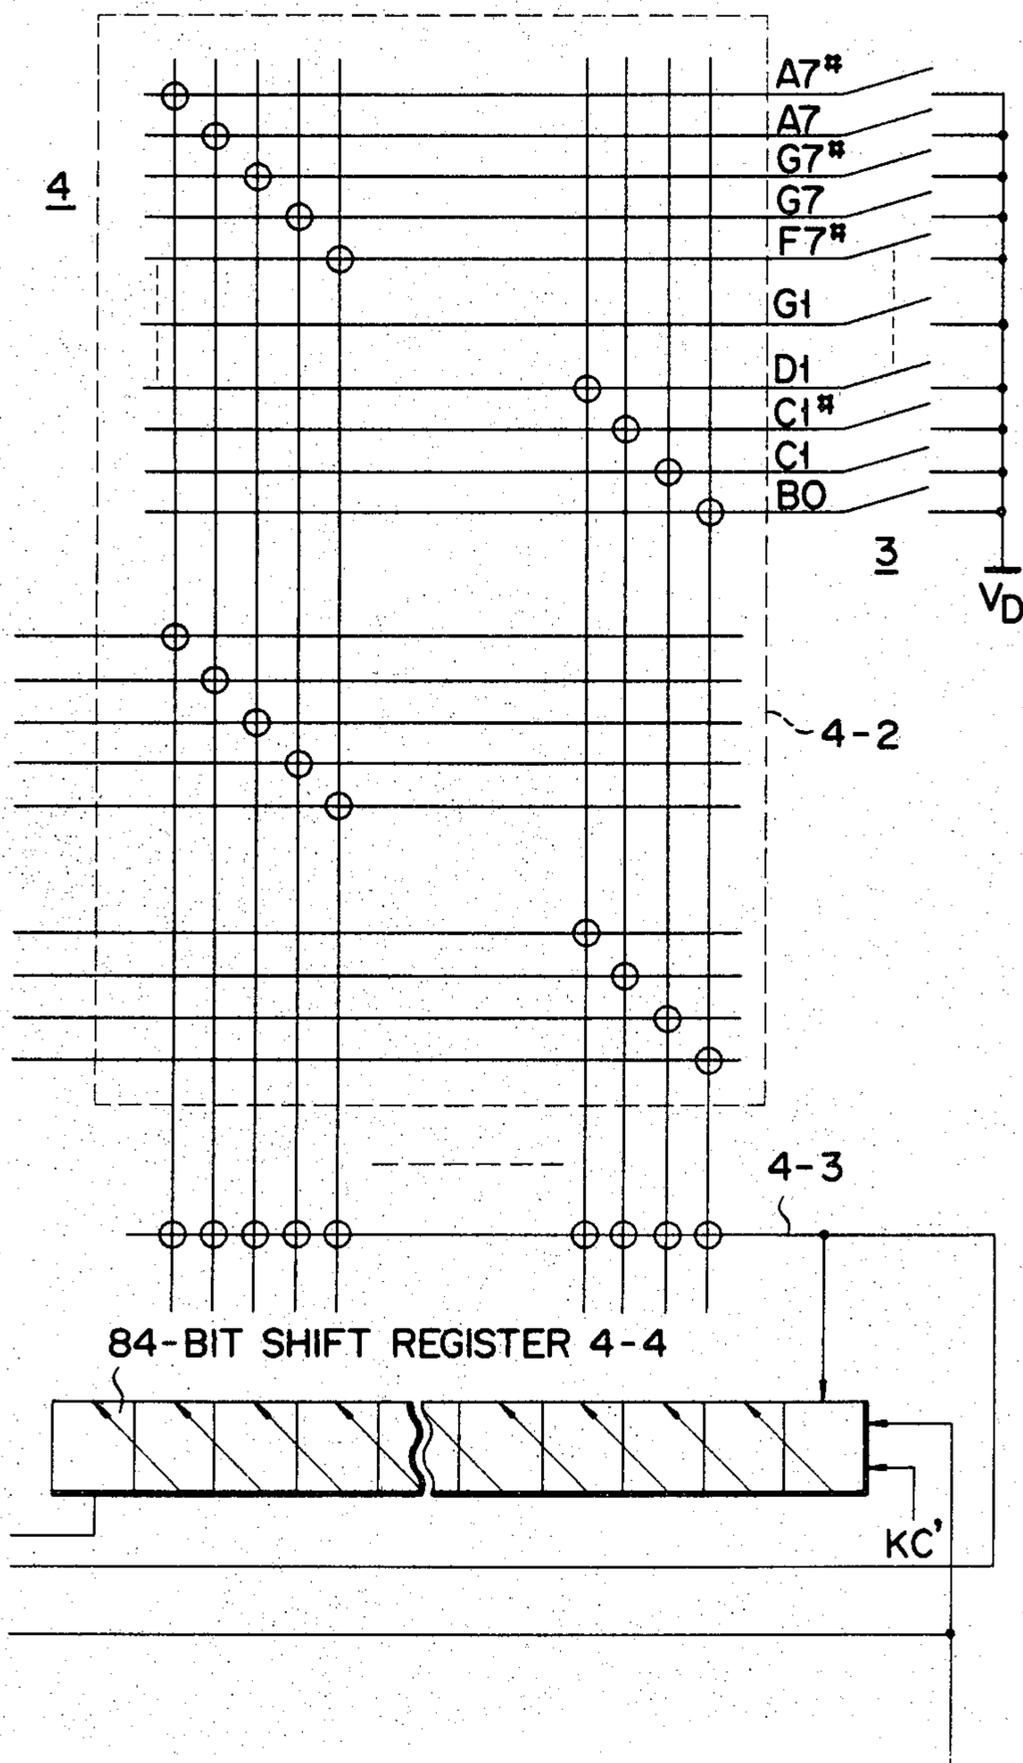 A7#
A7
4
G7#
G7
F7#
G1
D1
C1#
C1
B0
3
VD
4-2
4-3
84-BIT SHIFT REGISTER 4-4
KC'